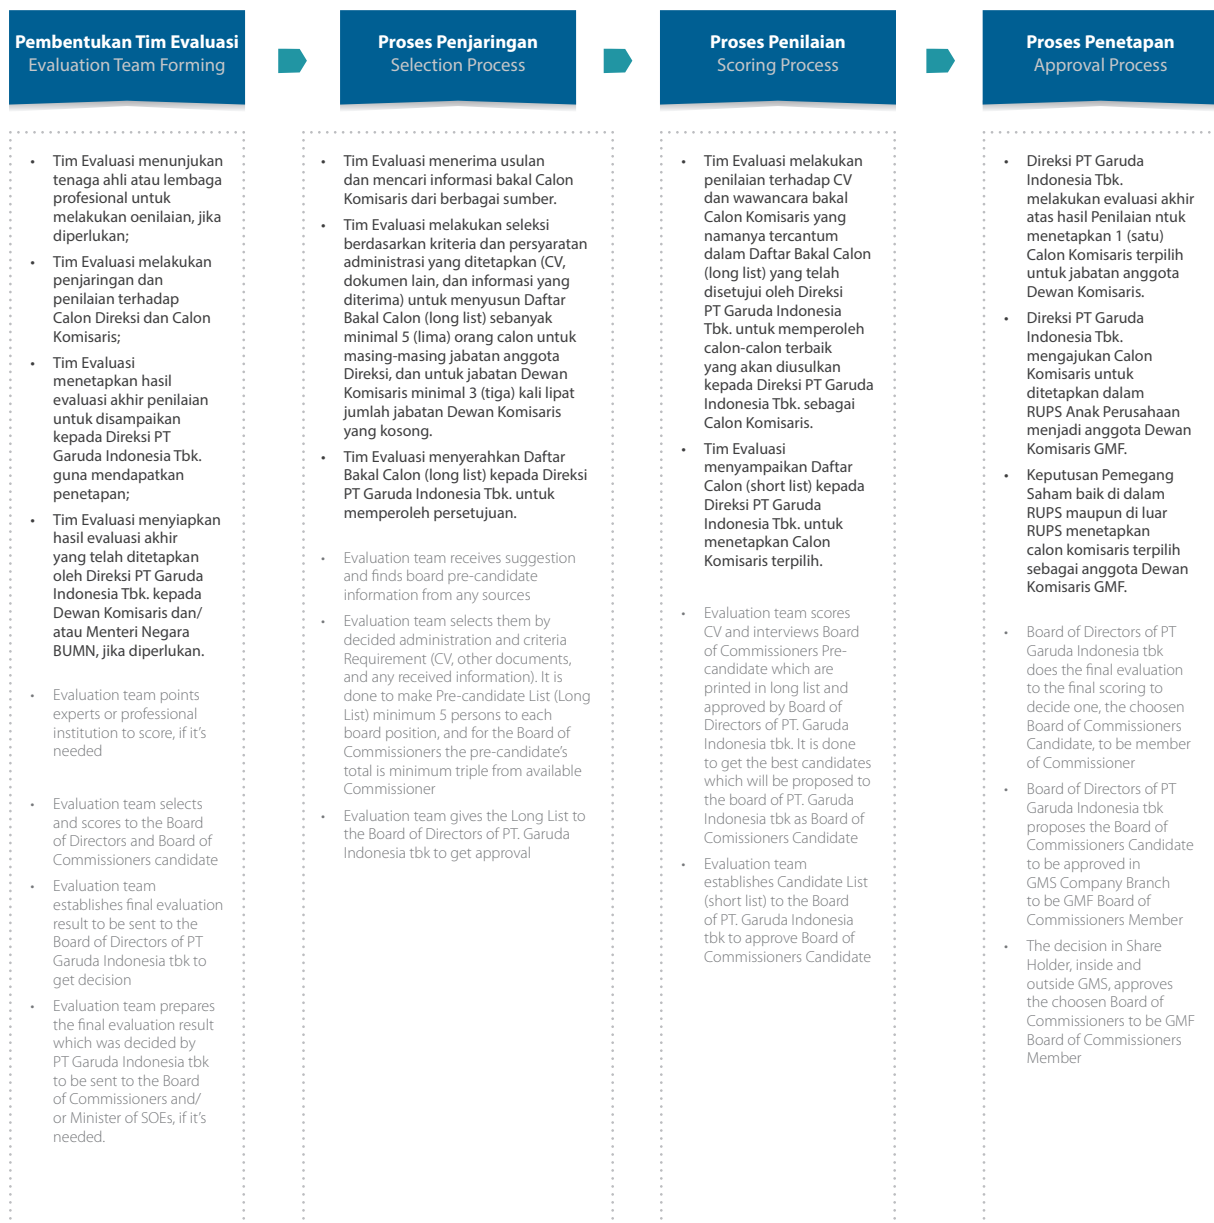 Pembentukan Tim Evaluasi
Evaluation Team Forming
• Tim Evaluasi menunjukan
tenaga ahli atau lembaga
profesional untuk
melakukan oenilaian, jika
diperlukan;
• Tim Evaluasi melakukan
penjaringan dan
penilaian terhadap
Calon Direksi dan Calon
Komisaris;
• Tim Evaluasi
menetapkan hasil
evaluasi akhir penilaian
untuk disampaikan
kepada Direksi PT
Garuda Indonesia Tbk.
guna mendapatkan
penetapan;
• Tim Evaluasi menyiapkan
hasil evaluasi akhir
yang telah ditetapkan
oleh Direksi PT Garuda
Indonesia Tbk. kepada
Dewan Komisaris dan/
atau Menteri Negara
BUMN, jika diperlukan.
• Evaluation team points
experts or professional
institution to score, if it's
needed
• Evaluation team selects
and scores to the Board
of Directors and Board of
Commissioners candidate
• Evaluation team
establishes final evaluation
result to be sent to the
Board of Directors of PT
Garuda Indonesia tbk to
get decision
• Evaluation team prepares
the final evaluation result
which was decided by
PT Garuda Indonesia tbk
to be sent to the Board
of Commissioners and/
or Minister of SOEs, if it's
needed.
Proses Penjaringan
Selection Process
• Tim Evaluasi menerima usulan
dan mencari informasi bakal Calon
Komisaris dari berbagai sumber.
• Tim Evaluasi melakukan seleksi
berdasarkan kriteria dan persyaratan
administrasi yang ditetapkan (CV,
dokumen lain, dan informasi yang
diterima) untuk menyusun Daftar
Bakal Calon (long list) sebanyak
minimal 5 (lima) orang calon untuk
masing-masing jabatan anggota
Direksi, dan untuk jabatan Dewan
Komisaris minimal 3 (tiga) kali lipat
jumlah jabatan Dewan Komisaris
yang kosong.
• Tim Evaluasi menyerahkan Daftar
Bakal Calon (long list) kepada Direksi
PT Garuda Indonesia Tbk. untuk
memperoleh persetujuan.
• Evaluation team receives suggestion
and finds board pre-candidate
information from any sources
• Evaluation team selects them by
decided administration and criteria
Requirement (CV, other documents,
and any received information). It is
done to make Pre-candidate List (Long
List) minimum 5 persons to each
board position, and for the Board of
Commissioners the pre-candidate's
total is minimum triple from available
Commissioner
• Evaluation team gives the Long List to
the Board of Directors of PT. Garuda
Indonesia tbk to get approval
Proses Penilaian
Scoring Process
• Tim Evaluasi melakukan
penilaian terhadap CV
dan wawancara bakal
Calon Komisaris yang
namanya tercantum
dalam Daftar Bakal Calon
(long list) yang telah
disetujui oleh Direksi
PT Garuda Indonesia
Tbk. untuk memperoleh
calon-calon terbaik
yang akan diusulkan
kepada Direksi PT Garuda
Indonesia Tbk. sebagai
Calon Komisaris.
• Tim Evaluasi
menyampaikan Daftar
Calon (short list) kepada
Direksi PT Garuda
Indonesia Tbk. untuk
menetapkan Calon
Komisaris terpilih.
• Evaluation team scores
CV and interviews Board
of Commissioners Pre-
candidate which are
printed in long list and
approved by Board of
Directors of PT. Garuda
Indonesia tbk. It is done
to get the best candidates
which will be proposed to
the board of PT. Garuda
Indonesia tbk as Board of
Comissioners Candidate
• Evaluation team
establishes Candidate List
(short list) to the Board
of PT. Garuda Indonesia
tbk to approve Board of
Commissioners Candidate
Proses Penetapan
Approval Process
• Direksi PT Garuda
Indonesia Tbk.
melakukan evaluasi akhir
atas hasil Penilaian ntuk
menetapkan 1 (satu)
Calon Komisaris terpilih
untuk jabatan anggota
Dewan Komisaris.
• Direksi PT Garuda
Indonesia Tbk.
mengajukan Calon
Komisaris untuk
ditetapkan dalam
RUPS Anak Perusahaan
menjadi anggota Dewan
Komisaris GMF.
• Keputusan Pemegang
Saham baik di dalam
RUPS maupun di luar
RUPS menetapkan
calon komisaris terpilih
sebagai anggota Dewan
Komisaris GMF.
• Board of Directors of PT
Garuda Indonesia tbk
does the final evaluation
to the final scoring to
decide one, the choosen
Board of Commissioners
Candidate, to be member
of Commissioner
• Board of Directors of PT
Garuda Indonesia tbk
proposes the Board of
Commissioners Candidate
to be approved in
GMS Company Branch
to be GMF Board of
Commissioners Member
• The decision in Share
Holder, inside and
outside GMS, approves
the choosen Board of
Commissioners to be GMF
Board of Commissioners
Member